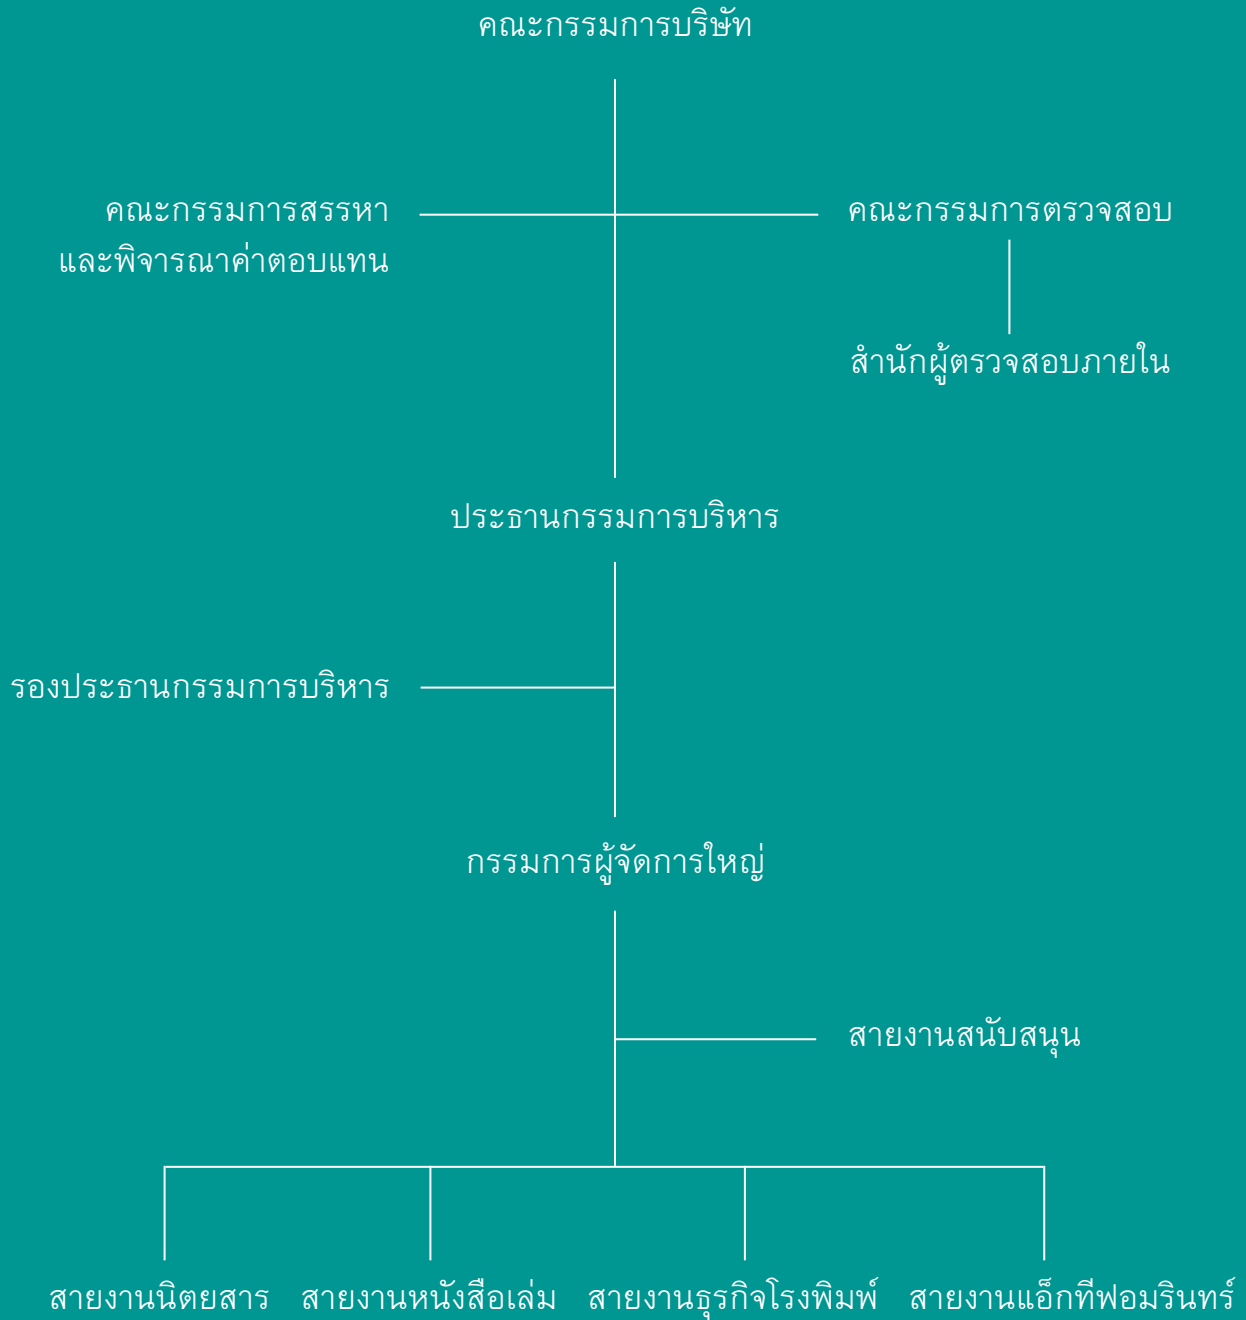 คณะกรรมการบริษัท
คณะกรรมการสรรหา
และพิจารณาค่าตอบแทน
คณะกรรมการตรวจสอบ
สำนักผู้ตรวจสอบภายใน
ประธานกรรมการบริหาร
รองประธานกรรมการบริหาร
กรรมการผู้จัดการใหญ่
สายงานสนับสนุน
สายงานนิตยสาร
สายงานหนังสือเล่ม
สายงานธุรกิจโรงพิมพ์
สายงานแอ็กทีฟอมรินทร์